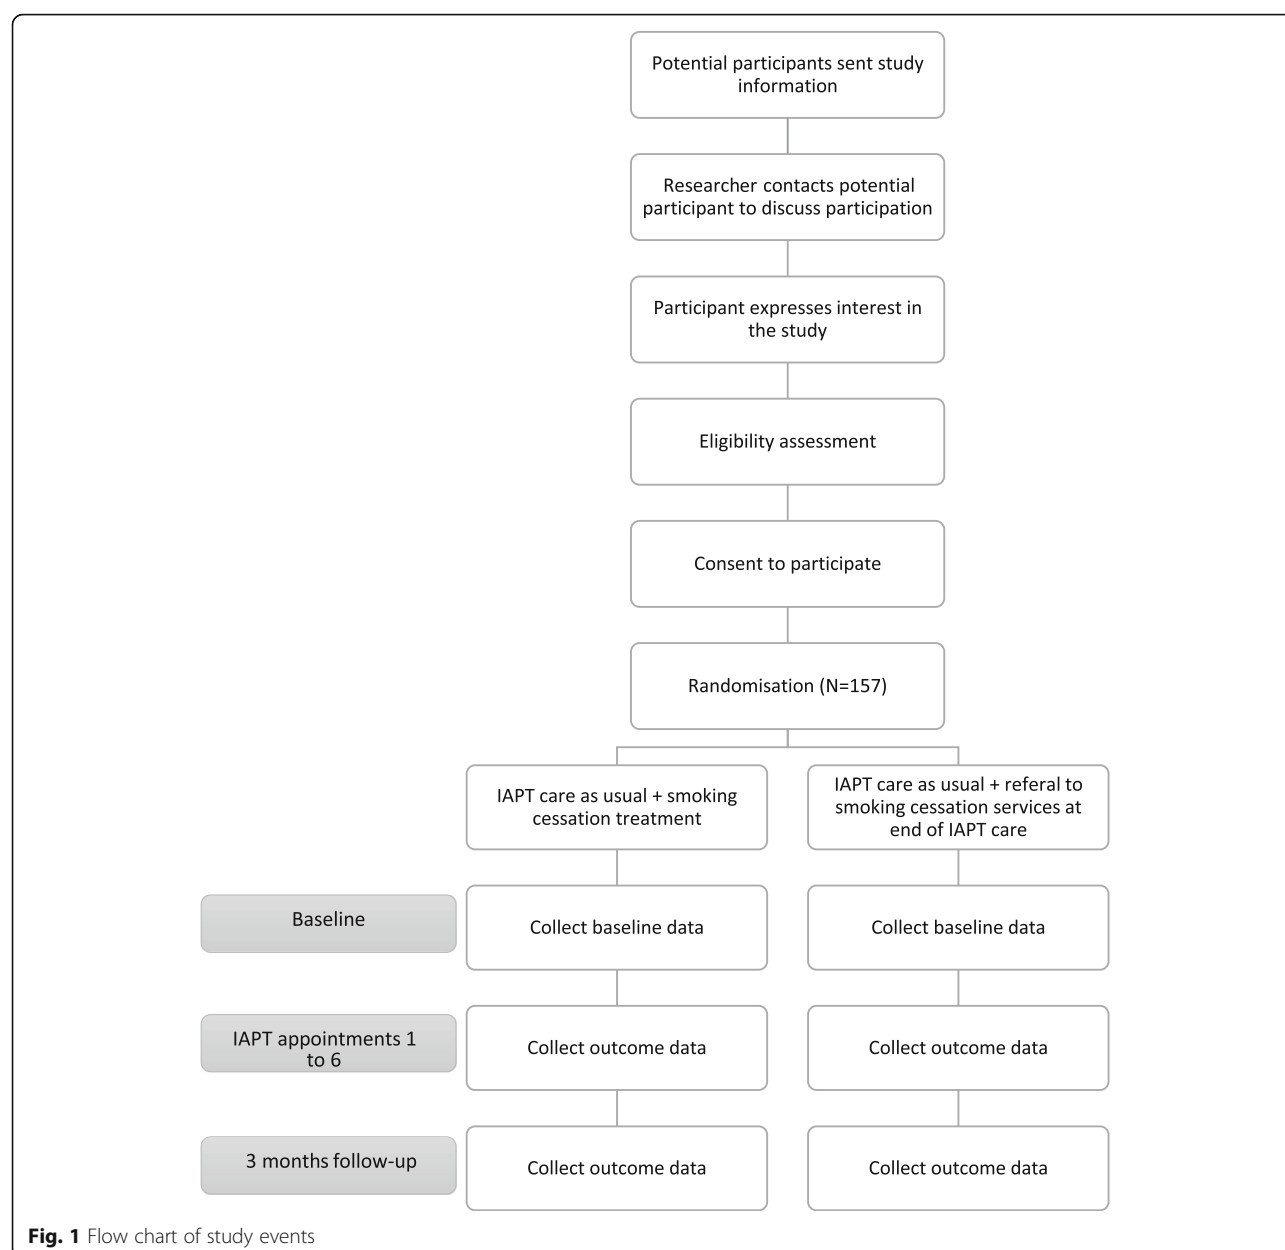 Potential participants sent study
information
Researcher contacts potential
participant to discuss participation
Participant expresses interest in
the study
Eligibility assessment
Consent to participate
Randomisation (N=157)
IAPT care as usual + smoking
cessation treatment
IAPT care as usual + referal to
smoking cessation services at
end of IAPT care
Baseline
Collect baseline data
Collect baseline data
IAPT appointments 1
to 6
Collect outcome data
Collect outcome data
3 months follow-up
Collect outcome data
Collect outcome data
Fig. 1 Flow chart of study events